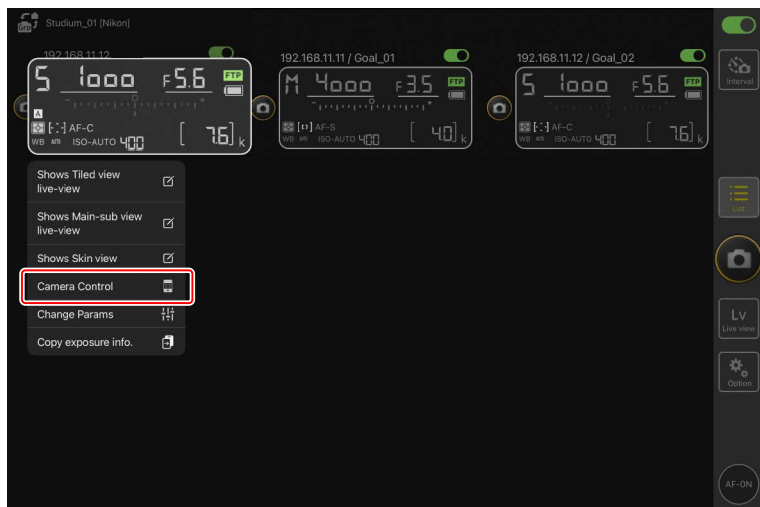 Studium_01 [Nikon]
192.168.11.12
192.168.11.11 / Goal_01
192.168.11.12 / Goal_02
S 1000 F5.6 FTP
A
[ ] AF-C
WB AUTO ISO-AUTO 400 [ 7.6] k
M 4000 F3.5 FTP
AF-S
WB AUTO ISO-AUTO 400 [ 4.0] k
S 1000 F5.6 FTP
[ ] AF-C
WB AUTO ISO-AUTO 400 [ 7.6] k
Shows Tiled view
live-view
Shows Main-sub view
live-view
Shows Skin view
Camera Control
Change Params
Copy exposure info.
Interval
List
Lv
Live view
Option
AF-ON